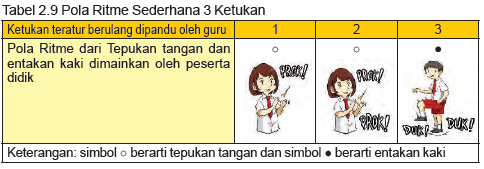 Tabel 2.9 Pola Ritme Sederhana 3 Ketukan
Ketukan teratur berulang dipandu oleh guru 1 2 3
Pola Ritme dari Tepukan tangan dan ○ ○ ●
entakan kaki dimainkan oleh peserta
didik
PROK! PROK!
PROK!
DUK! DUK!
Keterangan: simbol ○ berarti tepukan tangan dan simbol ● berarti entakan kaki